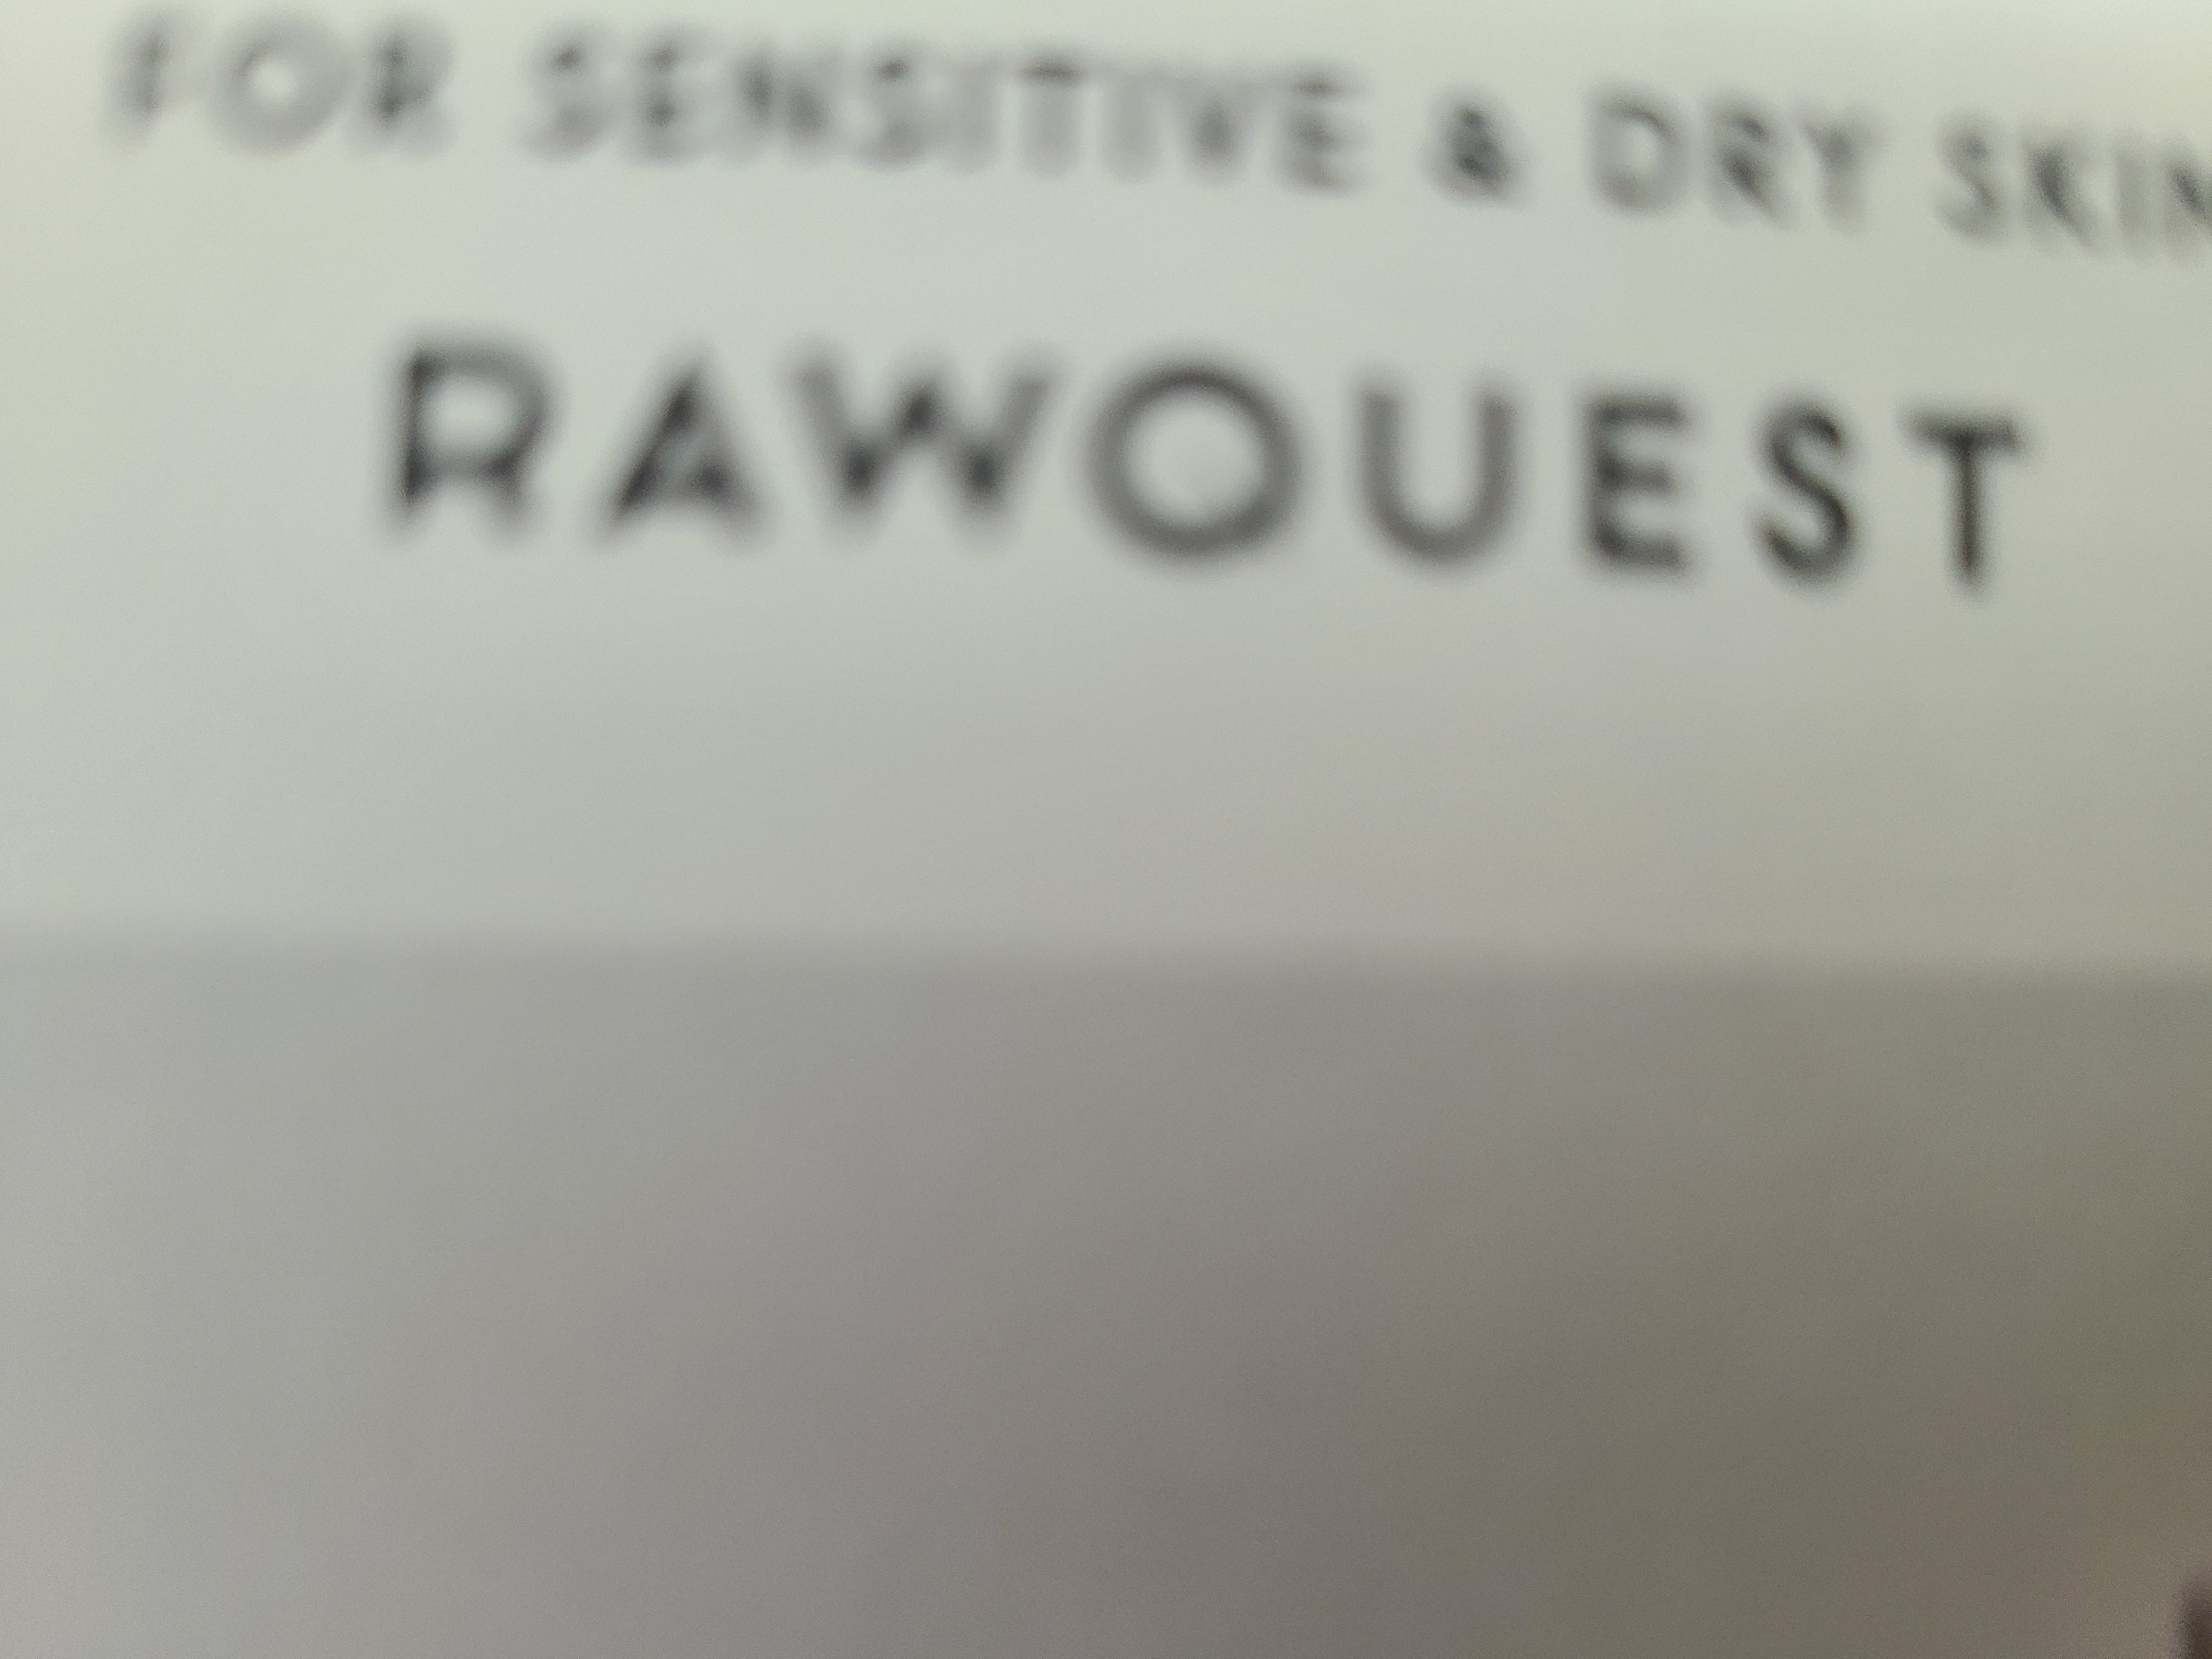 FOR SENSITIVE & DRY SKIN
RAWQUEST